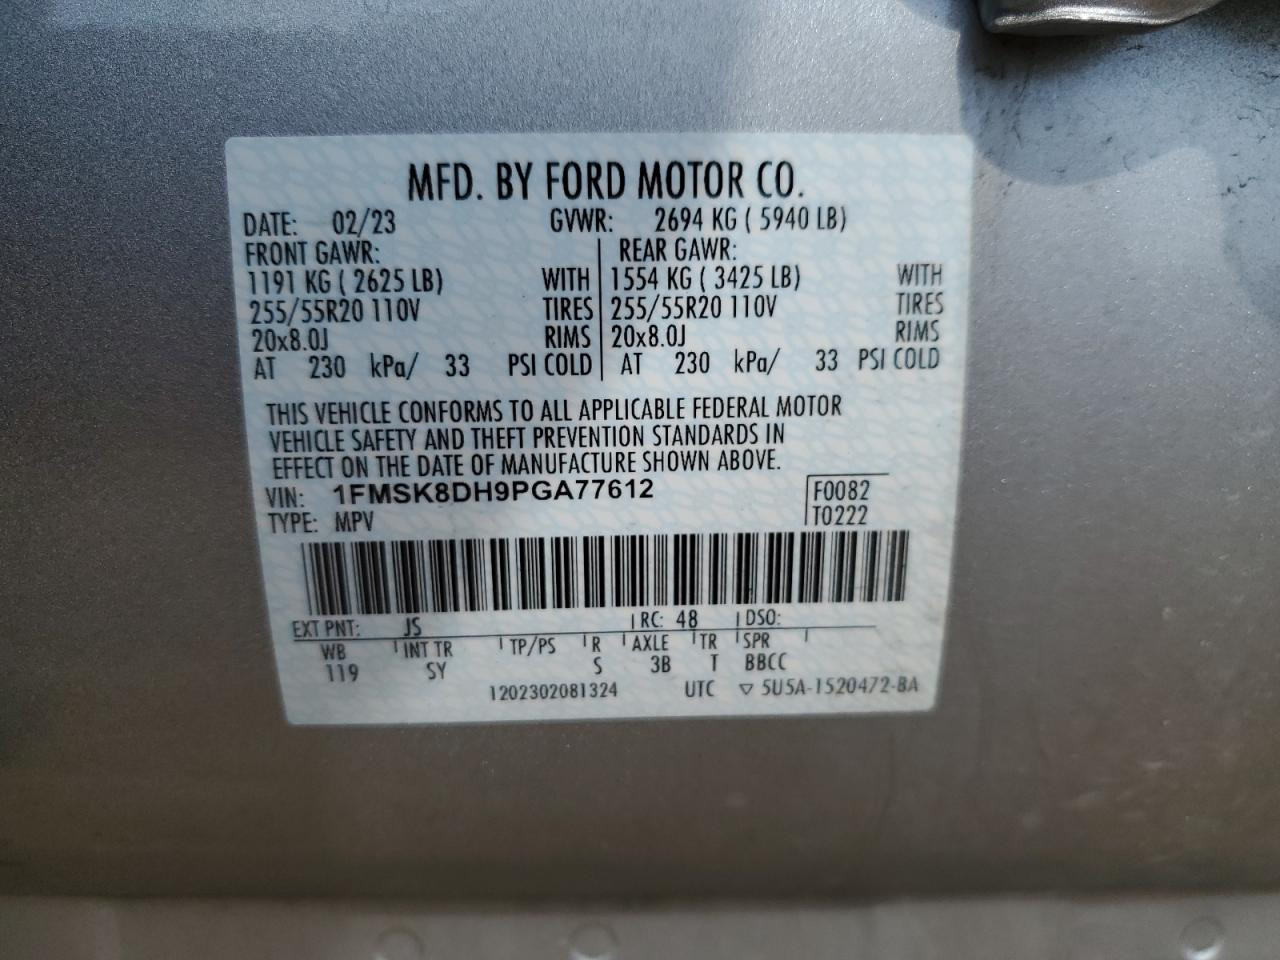 MFD. BY FORD MOTOR CO.
DATE: 02/23 GVWR: 2694 KG ( 5940 LB)
FRONT GAWR: REAR GAWR:
1191 KG ( 2625 LB) WITH 1554 KG ( 3425 LB) WITH
255/55R20 110V TIRES 255/55R20 110V TIRES
20x8.0J RIMS 20x8.0J RIMS
AT 230 kPa/ 33 PSI COLD AT 230 kPa/ 33 PSI COLD
THIS VEHICLE CONFORMS TO ALL APPLICABLE FEDERAL MOTOR
VEHICLE SAFETY AND THEFT PREVENTION STANDARDS IN
EFFECT ON THE DATE OF MANUFACTURE SHOWN ABOVE.
VIN: 1FMSK8DH9PGA77612 F0082
TYPE: MPV T0222
EXT PNT: JS RC: 48 DSO:
WB INT TR TP/PS R AXLE TR SPR
119 SY S 3B T BBCC
1202302081324 UTC ▽ 5U5A-1520472-BA